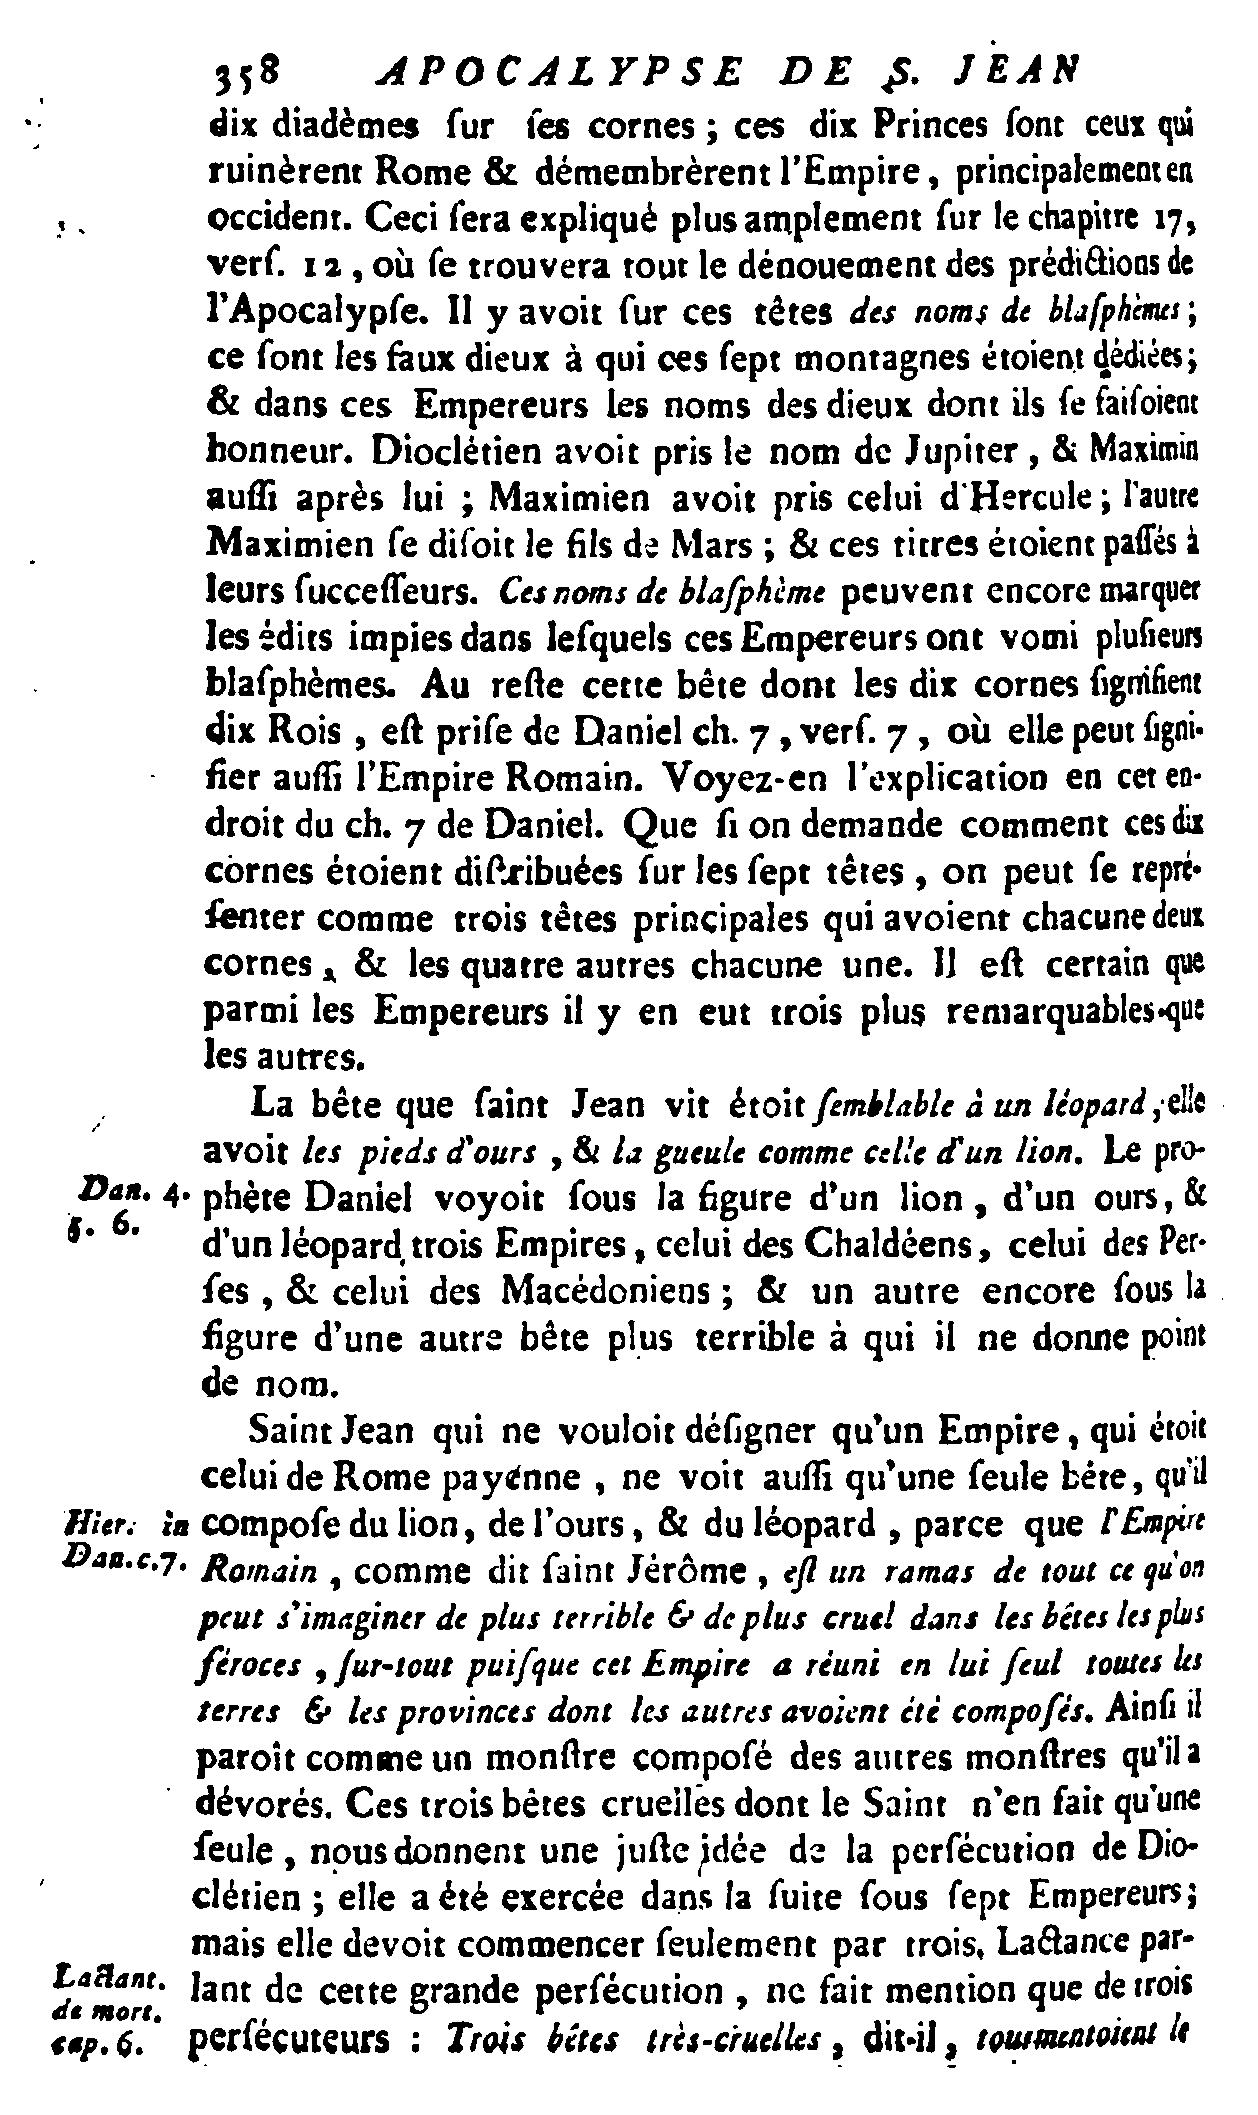 358 APOCALYPSE DE S. JEAN
dix diadèmes ſur ſes cornes ; ces dix Princes ſont ceux qui
ruinèrent Rome & démembrèrent l'Empire, principalement en
occident. Ceci ſera expliqué plus amplement ſur le chapitre 17,
verſ. 12, où ſe trouvera tout le dénouement des prédictions de
l'Apocalypſe. Il y avoit ſur ces têtes des noms de blaſphèmes ;
ce ſont les faux dieux à qui ces ſept montagnes étoient dédiées ;
& dans ces Empereurs les noms des dieux dont ils ſe faiſoient
honneur. Dioclétien avoit pris le nom de Jupiter, & Maximin
auſſi après lui ; Maximien avoit pris celui d'Hercule ; l'autre
Maximien ſe diſoit le fils de Mars ; & ces titres étoient paſſés à
leurs ſucceſſeurs. Ces noms de blaſphème peuvent encore marquer
les édits impies dans leſquels ces Empereurs ont vomi pluſieurs
blaſphèmes. Au reſte cette bête dont les dix cornes ſignifient
dix Rois, eſt priſe de Daniel ch. 7, verſ. 7, où elle peut ſigni-
fier auſſi l'Empire Romain. Voyez-en l'explication en cet en-
droit du ch. 7 de Daniel. Que ſi on demande comment ces dix
cornes étoient diſtribuées ſur les ſept têtes, on peut ſe repré-
ſenter comme trois têtes principales qui avoient chacune deux
cornes, & les quatre autres chacune une. Il eſt certain que
parmi les Empereurs il y en eut trois plus remarquables que
les autres.
La bête que ſaint Jean vit étoit ſemblable à un léopard, elle
avoit les pieds d'ours, & la gueule comme celle d'un lion. Le pro-
Dan. 4. phète Daniel voyoit ſous la figure d'un lion, d'un ours, &
5. 6. d'un léopard trois Empires, celui des Chaldéens, celui des Per-
ſes, & celui des Macédoniens ; & un autre encore ſous la
figure d'une autre bête plus terrible à qui il ne donne point
de nom.
Saint Jean qui ne vouloit déſigner qu'un Empire, qui étoit
celui de Rome payénne, ne voit auſſi qu'une ſeule bête, qu'il
Hier. in compoſe du lion, de l'ours, & du léopard, parce que l'Empire
Dan. c. 7. Romain, comme dit ſaint Jérôme, eſt un ramas de tout ce qu'on
peut s'imaginer de plus terrible & de plus cruel dans les bêtes les plus
féroces, ſur-tout puiſque cet Empire a réuni en lui ſeul toutes les
terres & les provinces dont les autres avoient été compoſés. Ainſi il
paroît comme un monſtre compoſé des autres monſtres qu'il a
dévorés. Ces trois bêtes cruelles dont le Saint n'en fait qu'une
ſeule, nous donnent une juſte idée de la perſécution de Dio-
clétien ; elle a été exercée dans la ſuite ſous ſept Empereurs ;
mais elle devoit commencer ſeulement par trois. Lactance par-
Lactant. lant de cette grande perſécution, ne fait mention que de trois
de mort.
cap. 6. perſécuteurs : Trois bêtes très-cruelles, dit-il, tourmentoient le